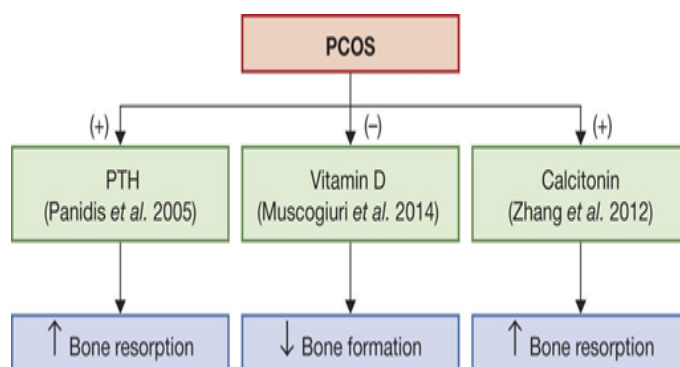 PCOS
(+) (–) (+)
PTH
(Panidis et al. 2005)
Vitamin D
(Muscogiuri et al. 2014)
Calcitonin
(Zhang et al. 2012)
↑ Bone resorption
↓ Bone formation
↑ Bone resorption